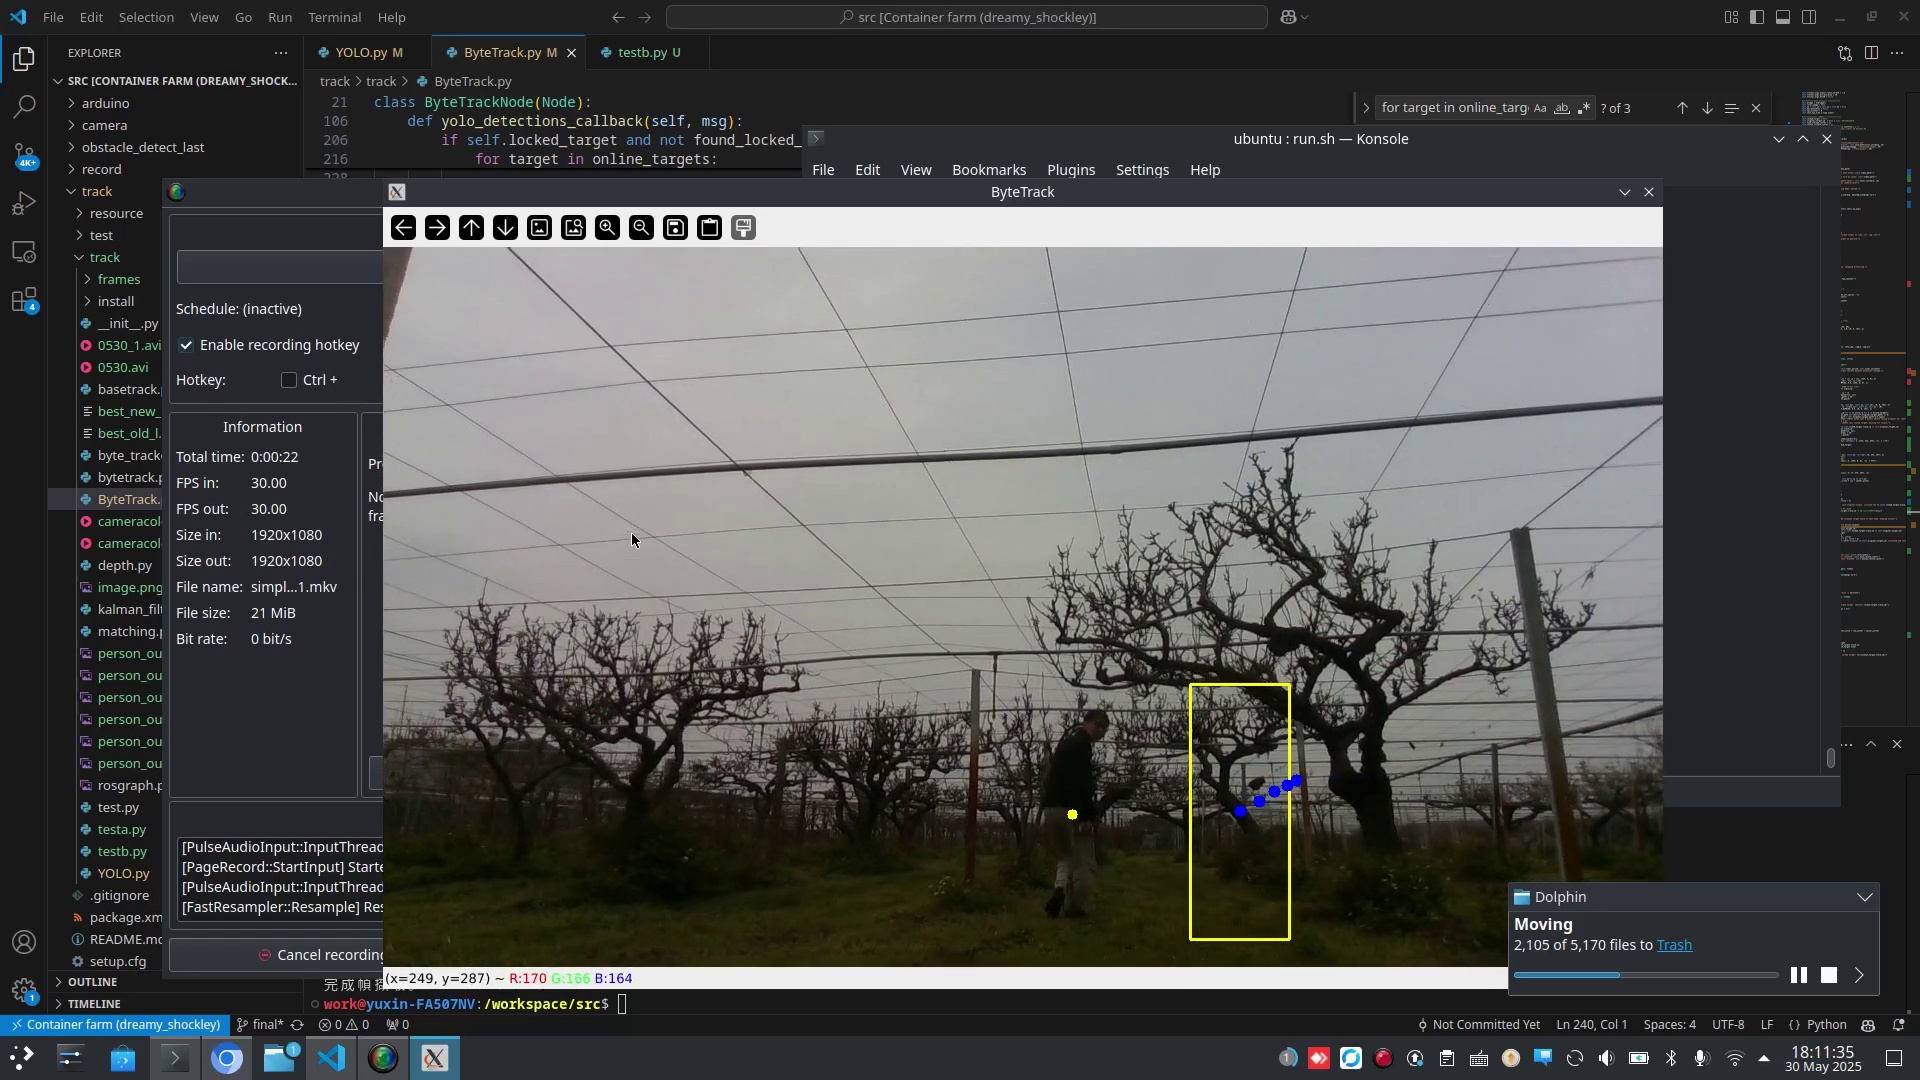 File Edit Selection View Go Run Terminal Help
src [Container farm (dreamy_shockley)]
EXPLORER
SRC [CONTAINER FARM (DREAMY_SHOCK...
arduino
camera
obstacle_detect_last
record
track
resource
test
track
frames
install
__init__.py
0530_1.avi
0530.avi
basetrack.
best_new_
best_old_l.
byte_track
bytetrack.p
ByteTrack.
cameracol
cameracol
depth.py
image.png
kalman_fil
matching.p
person_ou
person_ou
person_ou
person_ou
person_ou
person_ou
rosgraph.p
test.py
testa.py
testb.py
YOLO.py
.gitignore
package.xm
README.md
setup.cfg
OUTLINE
TIMELINE
4K+
4
1
YOLO.py M
ByteTrack.py M
testb.py U
track > track > ByteTrack.py
21 class ByteTrackNode(Node):
106 def yolo_detections_callback(self, msg):
206 if self.locked_target and not found_locked_
216 for target in online_targets:
228
for target in online_targ
Aa ab .*
? of 3
ubuntu : run.sh — Konsole
File Edit View Bookmarks Plugins Settings Help
ByteTrack
Schedule: (inactive)
Enable recording hotkey
Hotkey: Ctrl +
Information
Total time: 0:00:22
FPS in: 30.00
FPS out: 30.00
Size in: 1920x1080
Size out: 1920x1080
File name: simpl...1.mkv
File size: 21 MiB
Bit rate: 0 bit/s
Pr
No
fra
[PulseAudioInput::InputThread
[PageRecord::StartInput] Starte
[PulseAudioInput::InputThread
[FastResampler::Resample] Res
Cancel recording
(x=249, y=287) ~ R:170 G:166 B:164
work@yuxin-FA507NV:/workspace/src$
Dolphin
Moving
2,105 of 5,170 files to Trash
Container farm (dreamy_shockley) final* 0 0 0
Not Committed Yet Ln 240, Col 1 Spaces: 4 UTF-8 LF {} Python
1
1
18:11:35
30 May 2025